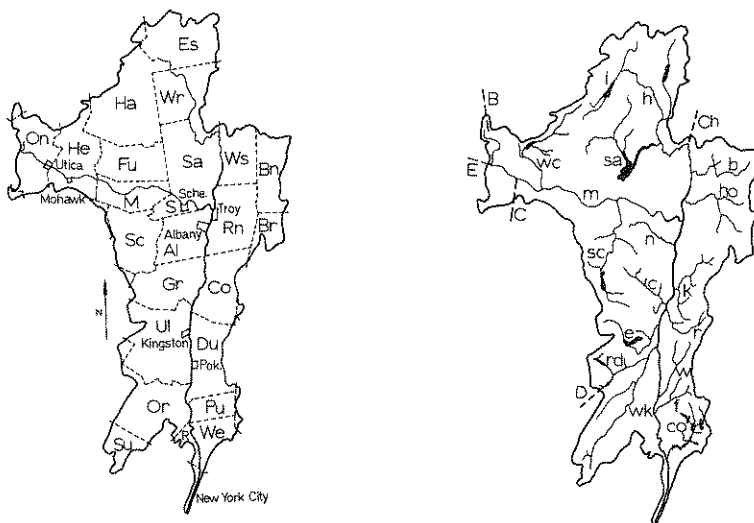 Es
Ha
Wr
On
He
Utica
Fu
Sa
Ws
Bn
Mohawk
M
Sche.
Sn
Troy
Sc
Albany
Al
Rn
Br
Gr
Co
N
Ul
Kingston
Du
Pok.
Or
Pu
Su
R
We
New York City
B
l
h
Ch
E
wc
sa
b
C
m
ho
sc
n
c
k
e
r
rd
D
w
wk
f
co